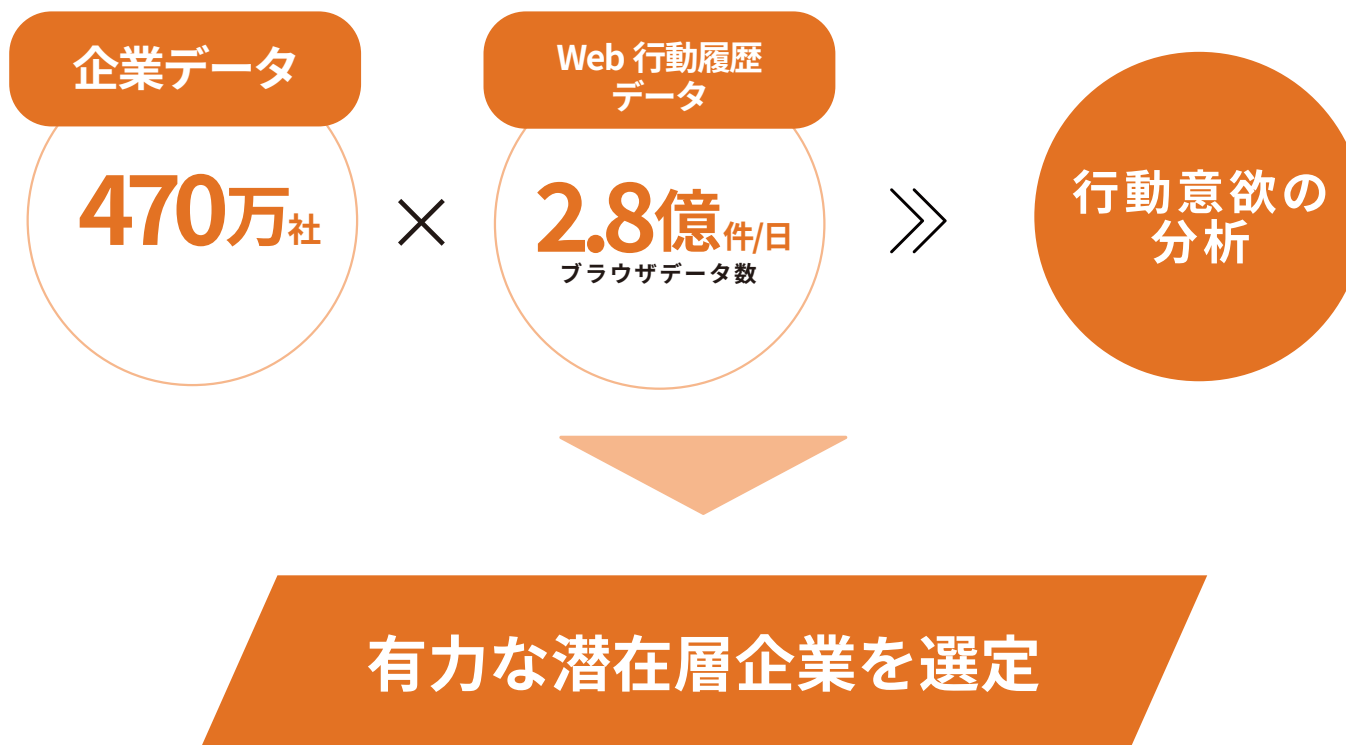 企業データ
470万社
×
Web 行動履歴
データ
2.8億件/日
ブラウザデータ数
行動意欲の
分析
有力な潜在層企業を選定